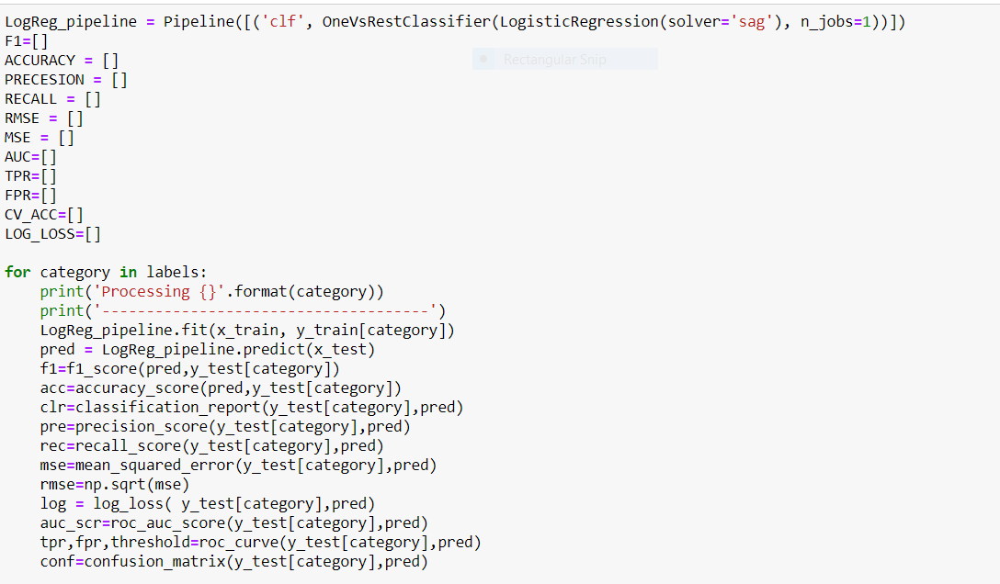 LogReg_pipeline = Pipeline([('clf', OneVsRestClassifier(LogisticRegression(solver='sag'), n_jobs=1))])
F1=[]
Rectangular Snip
ACCURACY = []
PRECESION = []
RECALL = []
RMSE = []
MSE = []
AUC=[]
TPR=[]
FPR=[]
CV_ACC=[]
LOG_LOSS=[]

for category in labels:
    print('Processing {}'.format(category))
    print('-------------------------------------')
    LogReg_pipeline.fit(x_train, y_train[category])
    pred = LogReg_pipeline.predict(x_test)
    f1=f1_score(pred,y_test[category])
    acc=accuracy_score(pred,y_test[category])
    clr=classification_report(y_test[category],pred)
    pre=precision_score(y_test[category],pred)
    rec=recall_score(y_test[category],pred)
    mse=mean_squared_error(y_test[category],pred)
    rmse=np.sqrt(mse)
    log = log_loss( y_test[category],pred)
    auc_scr=roc_auc_score(y_test[category],pred)
    tpr,fpr,threshold=roc_curve(y_test[category],pred)
    conf=confusion_matrix(y_test[category],pred)